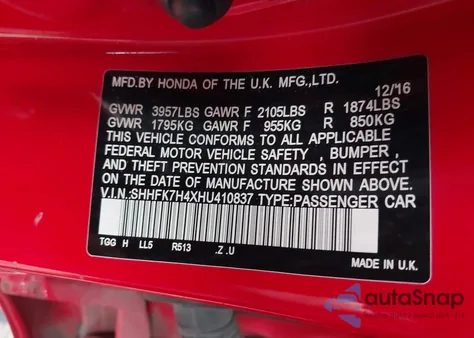 MFD.BY HONDA OF THE U.K. MFG.,LTD.
12/16
GVWR 3957LBS GAWR F 2105LBS R 1874LBS
GVWR 1795KG GAWR F 955KG R 850KG
THIS VEHICLE CONFORMS TO ALL APPLICABLE
FEDERAL MOTOR VEHICLE SAFETY , BUMPER ,
AND THEFT PREVENTION STANDARDS IN EFFECT
ON THE DATE OF MANUFACTURE SHOWN ABOVE.
V.I.N.:SHHFK7H4XHU410837 TYPE:PASSENGER CAR
TGG H LL5 R513 .Z .U
MADE IN U.K.
autoSnap